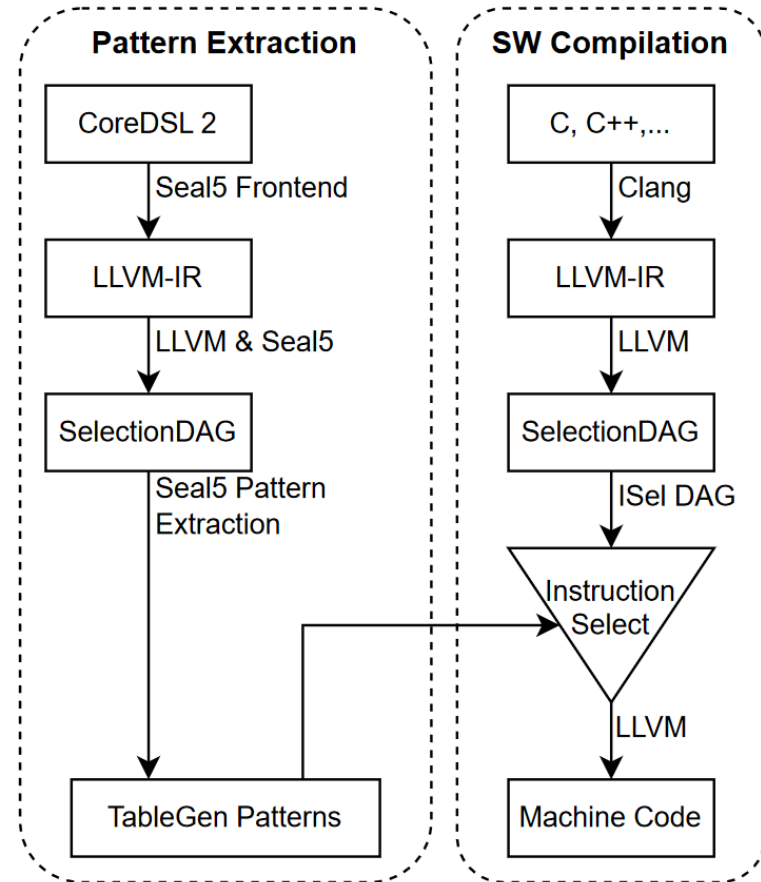 Pattern Extraction
CoreDSL 2
Seal5 Frontend
LLVM-IR
LLVM & Seal5
SelectionDAG
Seal5 Pattern
Extraction
TableGen Patterns
SW Compilation
C, C++,...
Clang
LLVM-IR
LLVM
SelectionDAG
ISel DAG
Instruction
Select
LLVM
Machine Code